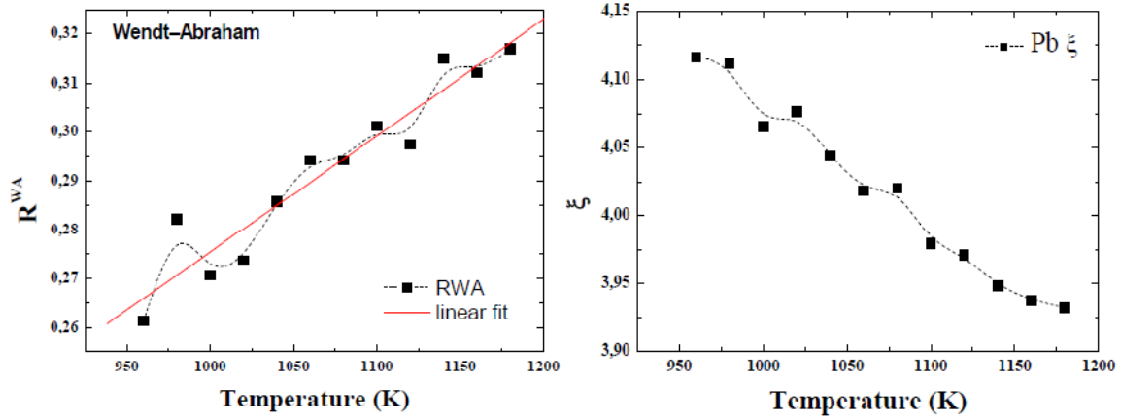 Wendt–Abraham
R^WA
0,32
0,31
0,30
0,29
0,28
0,27
0,26
RWA
linear fit
950 1000 1050 1100 1150 1200
Temperature (K)
Pb ξ
ξ
4,15
4,10
4,05
4,00
3,95
3,90
950 1000 1050 1100 1150 1200
Temperature (K)